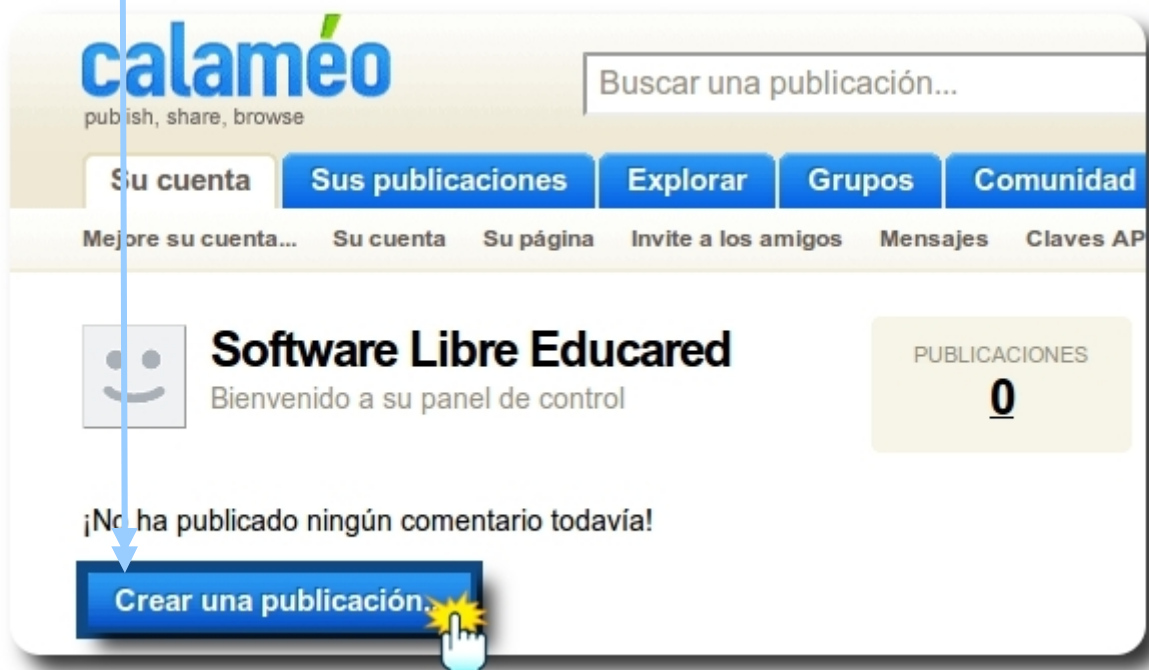 calaméo
publish, share, browse
Buscar una publicación...
Su cuenta Sus publicaciones Explorar Grupos Comunidad
Mejore su cuenta... Su cuenta Su página Invite a los amigos Mensajes Claves AP
Software Libre Educared
Bienvenido a su panel de control
PUBLICACIONES
0
¡No ha publicado ningún comentario todavía!
Crear una publicación...